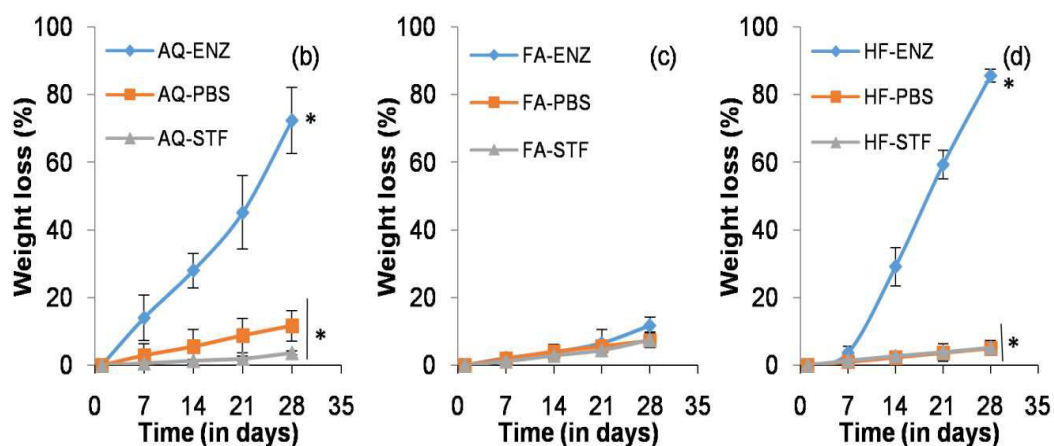 Weight loss (%)
100
80
60
40
20
0
AQ-ENZ
AQ-PBS
AQ-STF
(b)
*
*
0 7 14 21 28 35
Time (in days)
Weight loss (%)
100
80
60
40
20
0
FA-ENZ
FA-PBS
FA-STF
(c)
0 7 14 21 28 35
Time (in days)
Weight loss (%)
100
80
60
40
20
0
HF-ENZ
HF-PBS
HF-STF
(d)
*
*
0 7 14 21 28 35
Time (in days)